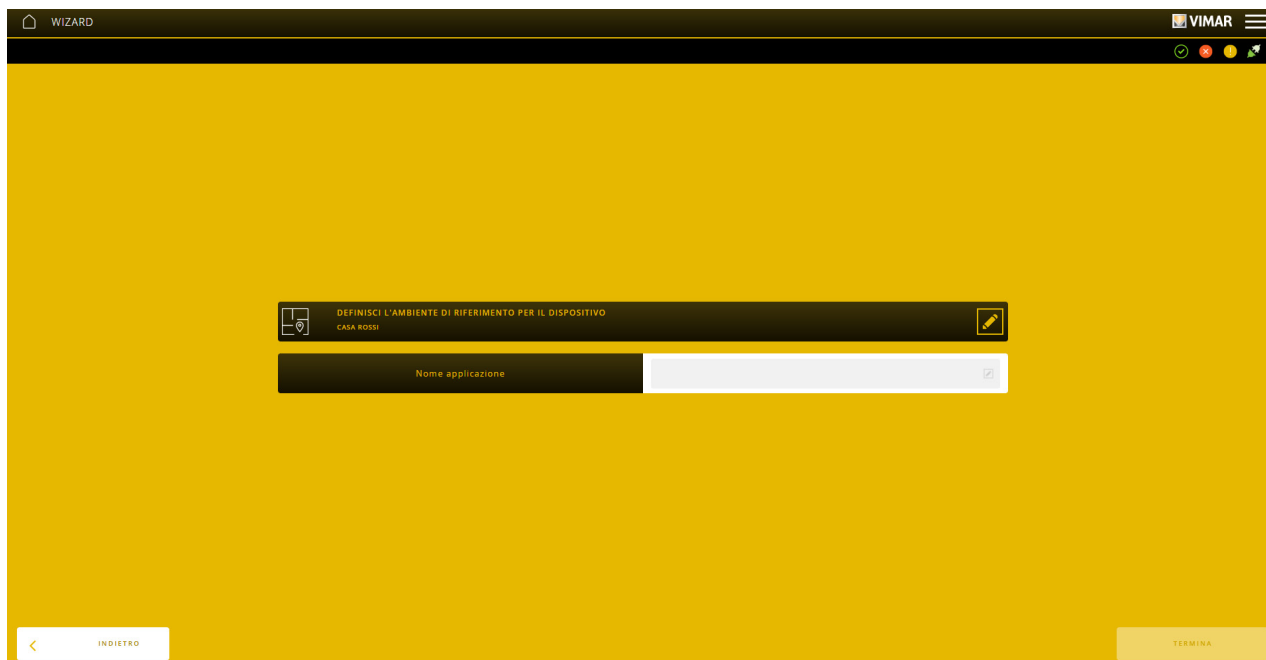 WIZARD
VIMAR
DEFINISCI L'AMBIENTE DI RIFERIMENTO PER IL DISPOSITIVO
CASA ROSSI
Nome applicazione
INDIETRO
TERMINA